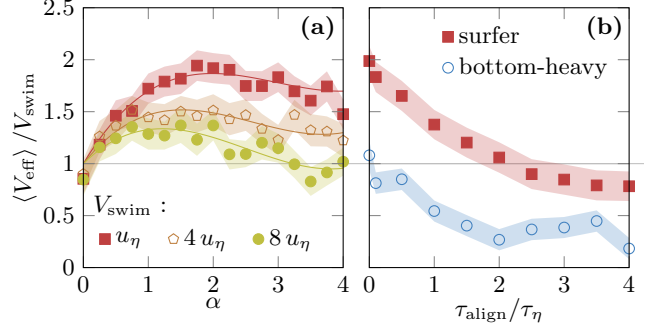 (a)
(b)
⟨V_eff⟩ / V_swim
2.5
2
1.5
1
0.5
0
surfer
bottom-heavy
V_swim :
u_η
4 u_η
8 u_η
0 1 2 3 4
0 1 2 3 4
α
τ_align/τ_η